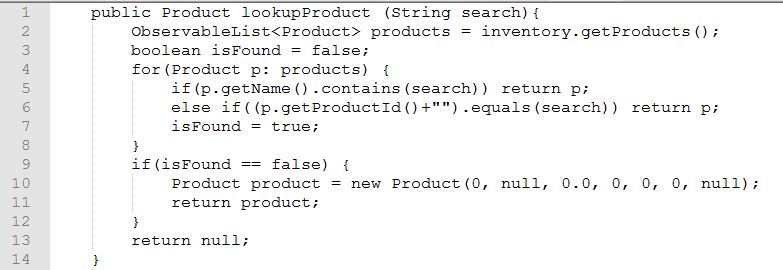 1 public Product lookupProduct (String search){
2 ObservableList<Product> products = inventory.getProducts();
3 boolean isFound = false;
4 for(Product p: products) {
5 if(p.getName().contains(search)) return p;
6 else if((p.getProductId()+"").equals(search)) return p;
7 isFound = true;
8 }
9 if(isFound == false) {
10 Product product = new Product(0, null, 0.0, 0, 0, 0, null);
11 return product;
12 }
13 return null;
14 }